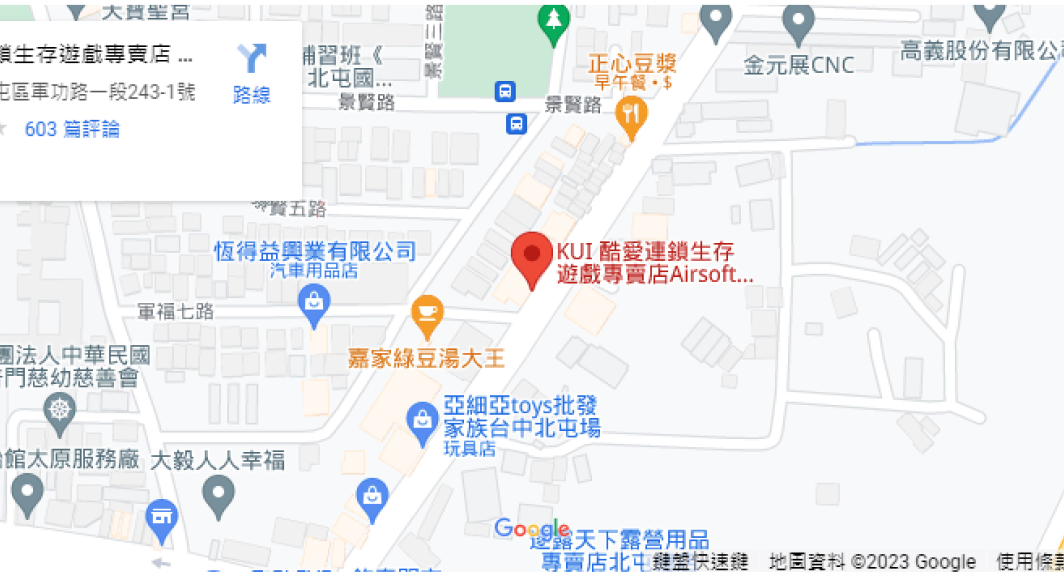 天寶聖宮
鎖生存遊戲專賣店 ...
屯區軍功路一段243-1號
路線
603 篇評論
補習班《
北屯國...
景賢三路
景賢路
正心豆漿
早午餐・$
景賢路
金元展CNC
高義股份有限公司
賢五路
恆得益興業有限公司
汽車用品店
KUI 酷愛連鎖生存
遊戲專賣店Airsoft...
軍福七路
團法人中華民國
門慈幼慈善會
嘉家綠豆湯大王
亞細亞toys批發
家族台中北屯場
玩具店
館太原服務廠
大毅人人幸福
Google
逐露天下露營用品
專賣店北屯
鍵盤快速鍵
地圖資料 ©2023 Google
使用條款